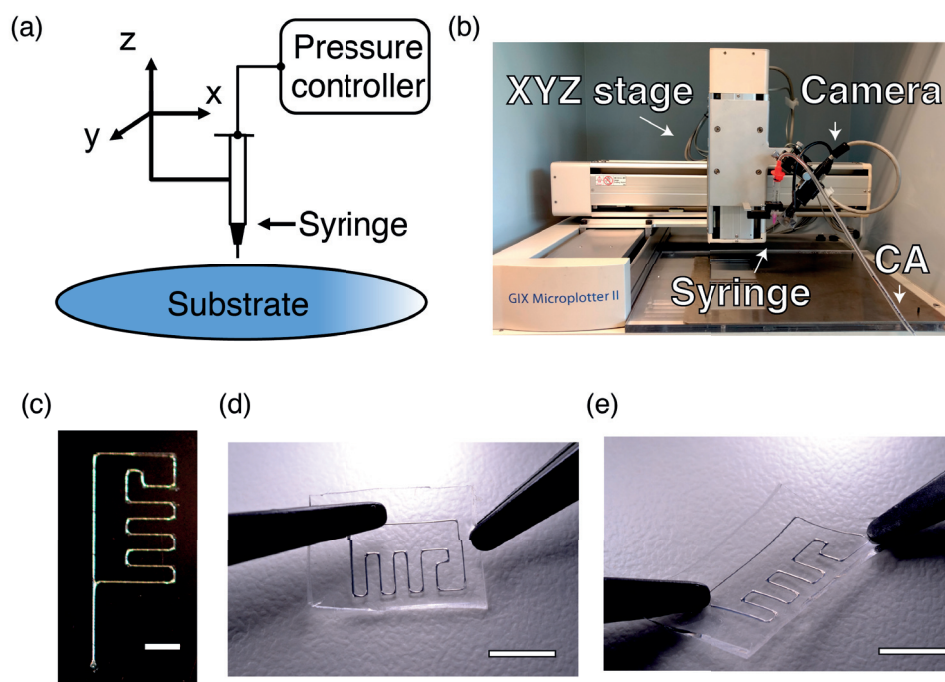 (a)
z
x
y
Pressure
controller
Syringe
Substrate
(b)
XYZ stage
Camera
Syringe
CA
GIX Microplotter II
(c)
(d)
(e)